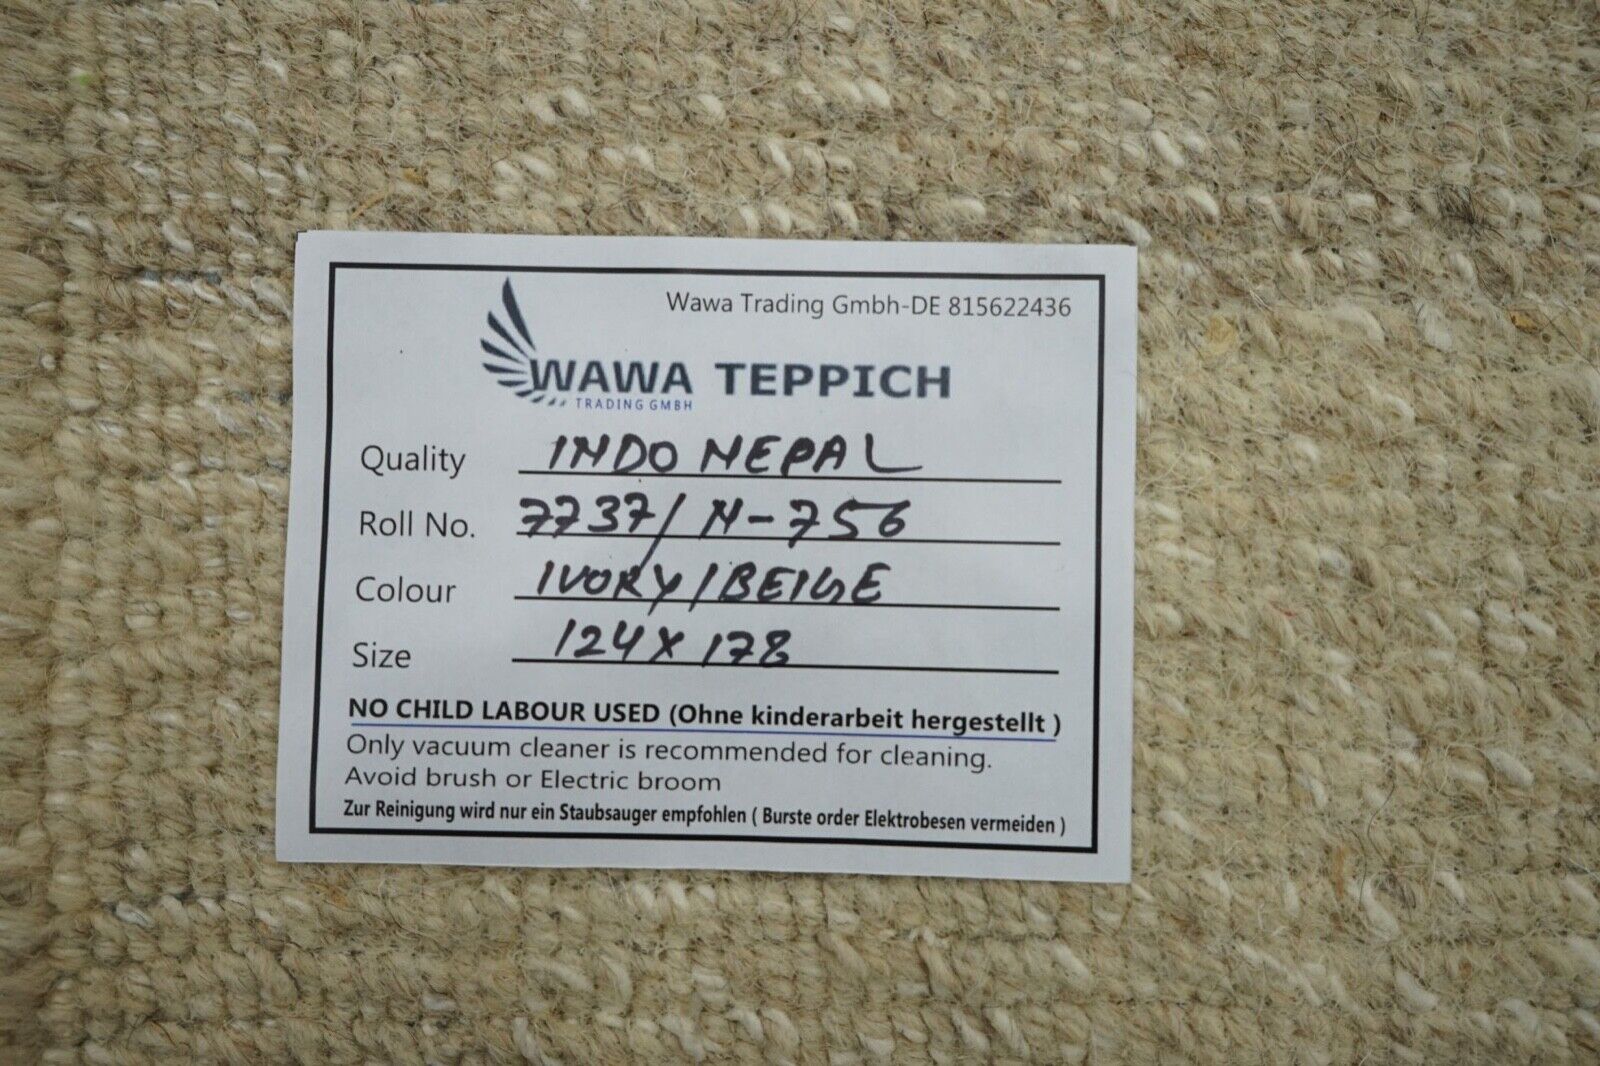 Wawa Trading Gmbh-DE 815622436
WAWA TEPPICH
TRADING GMBH
Quality INDO NEPAL
Roll No. 7737/N-756
Colour IVORY/BEIGE
Size 124X178
NO CHILD LABOUR USED (Ohne kinderarbeit hergestellt )
Only vacuum cleaner is recommended for cleaning.
Avoid brush or Electric broom
Zur Reinigung wird nur ein Staubsauger empfohlen ( Burste order Elektrobesen vermeiden )